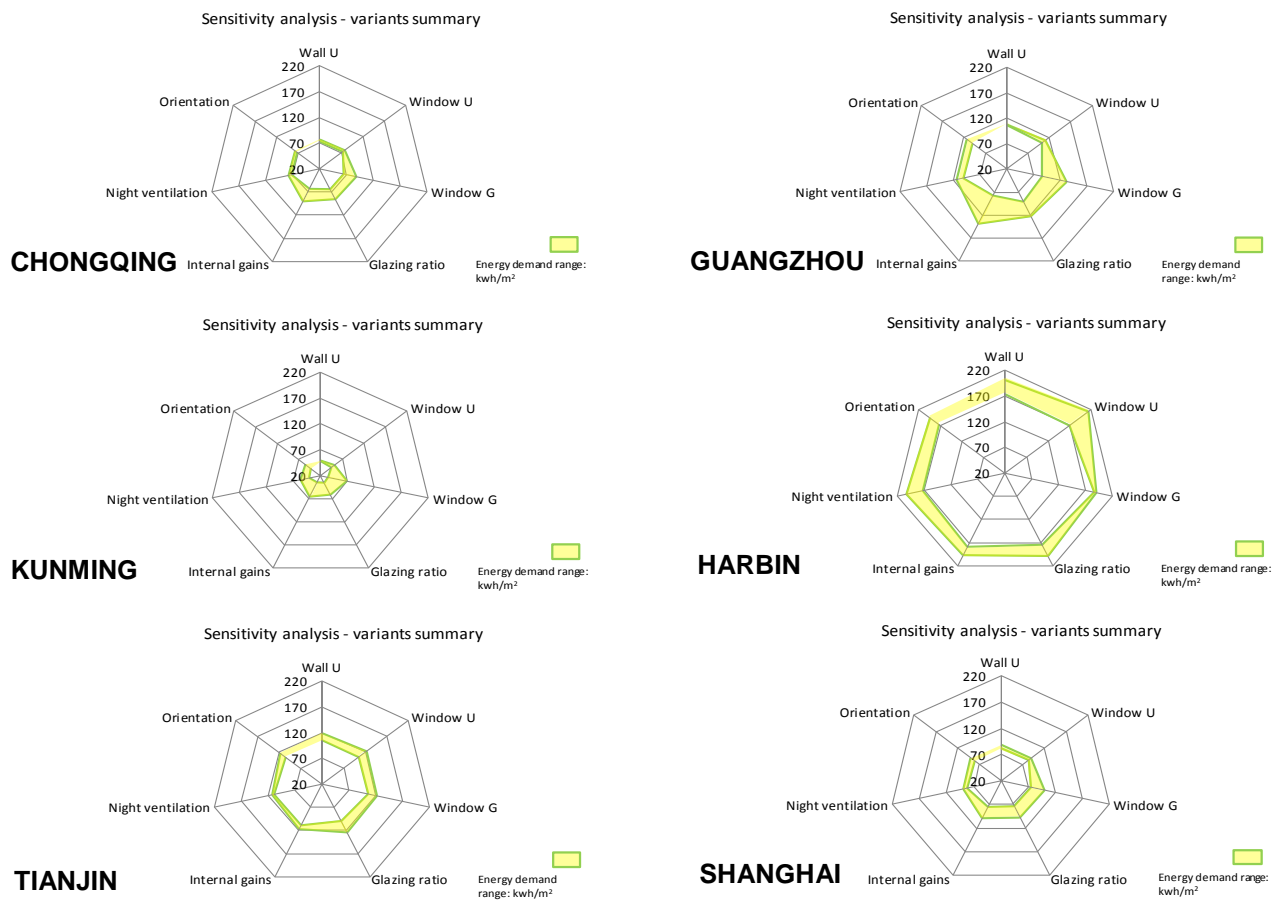 Sensitivity analysis - variants summary
Wall U
220
Orientation
170
Window U
120
70
20
Night ventilation
Window G
Internal gains
Glazing ratio
CHONGQING
Energy demand range:
kwh/m²
Sensitivity analysis - variants summary
Wall U
220
Orientation
170
Window U
120
70
20
Night ventilation
Window G
Internal gains
Glazing ratio
GUANGZHOU
Energy demand
range: kwh/m²
Sensitivity analysis - variants summary
Wall U
220
Orientation
170
Window U
120
70
20
Night ventilation
Window G
Internal gains
Glazing ratio
KUNMING
Energy demand range:
kwh/m²
Sensitivity analysis - variants summary
Wall U
220
Orientation
170
Window U
120
70
20
Night ventilation
Window G
Internal gains
Glazing ratio
HARBIN
Energy demand range:
kwh/m²
Sensitivity analysis - variants summary
Wall U
220
Orientation
170
Window U
120
70
20
Night ventilation
Window G
Internal gains
Glazing ratio
TIANJIN
Energy demand
range: kwh/m²
Sensitivity analysis - variants summary
Wall U
220
Orientation
170
Window U
120
70
20
Night ventilation
Window G
Internal gains
Glazing ratio
SHANGHAI
Energy demand range:
kwh/m²